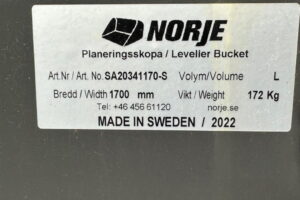 NORJE
Planeringsskopa / Leveller Bucket
Art.Nr / Art. No. SA20341170-S Volym/Volume L
Bredd / Width 1700 mm Vikt / Weight 172 Kg
Tel: +46 456 61120 norje.se
MADE IN SWEDEN / 2022